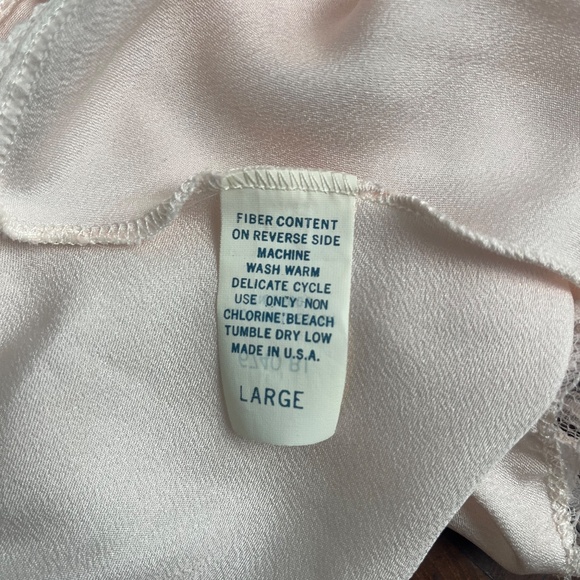 FIBER CONTENT
ON REVERSE SIDE
MACHINE
WASH WARM
DELICATE CYCLE
USE ONLY NON
CHLORINE BLEACH
TUMBLE DRY LOW
MADE IN U.S.A.
LARGE